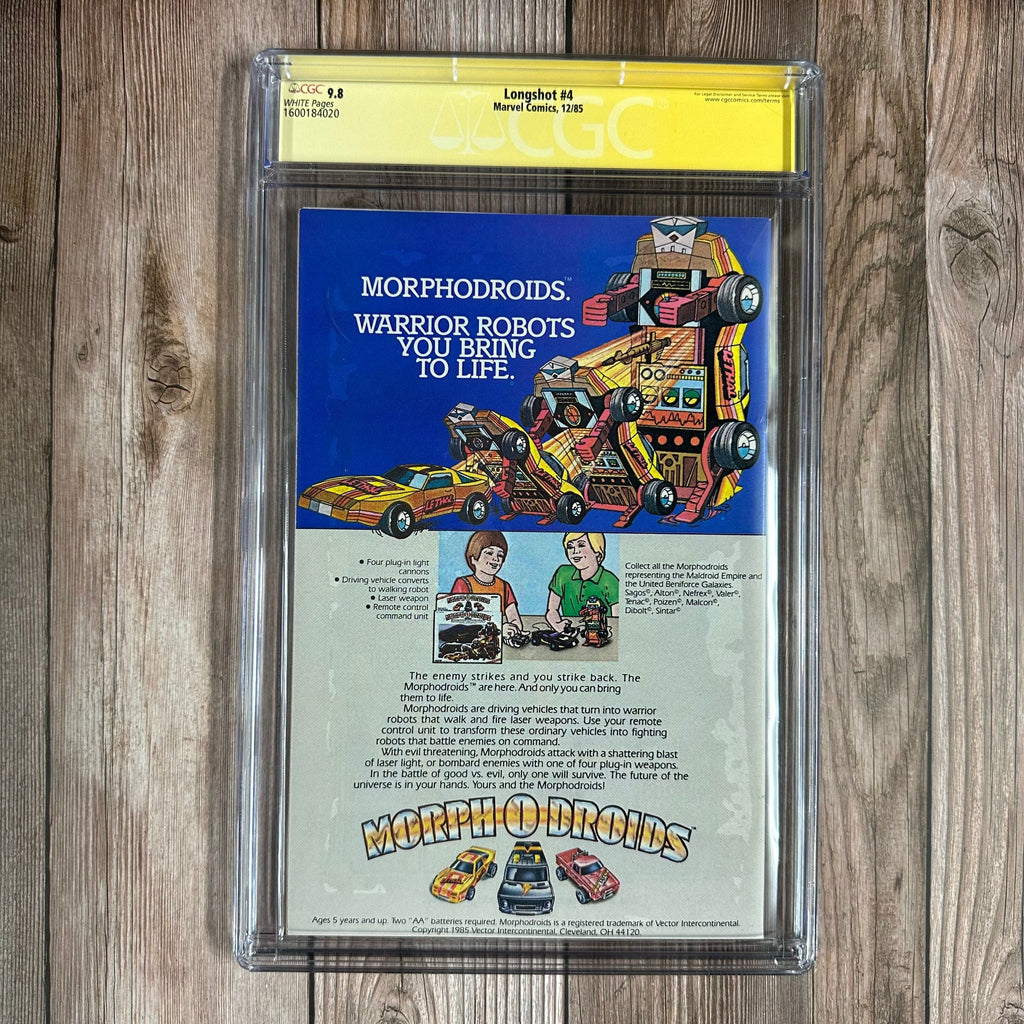 CGC 9.8
WHITE Pages
1600184020
Longshot #4
Marvel Comics, 12/85
www.cgccomics.com/terms
CGC
MORPHODROIDS.™
WARRIOR ROBOTS
YOU BRING
TO LIFE.
LETHAL
LETHAL
• Four plug-in light
cannons
• Driving vehicle converts
to walking robot
• Laser weapon
• Remote control
command unit
Collect all the Morphodroids
representing the Maldroid Empire and
the United Beniforce Galaxies.
Sagos©, Alton©, Nefrex©, Valer©,
Tenac©, Poizen©, Malcon©,
Dibolt©, Sintar©
The enemy strikes and you strike back. The
Morphodroids™ are here. And only you can bring
them to life.
Morphodroids are driving vehicles that turn into warrior
robots that walk and fire laser weapons. Use your remote
control unit to transform these ordinary vehicles into fighting
robots that battle enemies on command.
With evil threatening, Morphodroids attack with a shattering blast
of laser light, or bombard enemies with one of four plug-in weapons.
In the battle of good vs. evil, only one will survive. The future of the
universe is in your hands. Yours and the Morphodroids!
MORPH-O-DROIDS™
Ages 5 years and up. Two "AA" batteries required. Morphodroids is a registered trademark of Vector Intercontinental.
Copyright 1985 Vector Intercontinental, Cleveland, OH 44120.